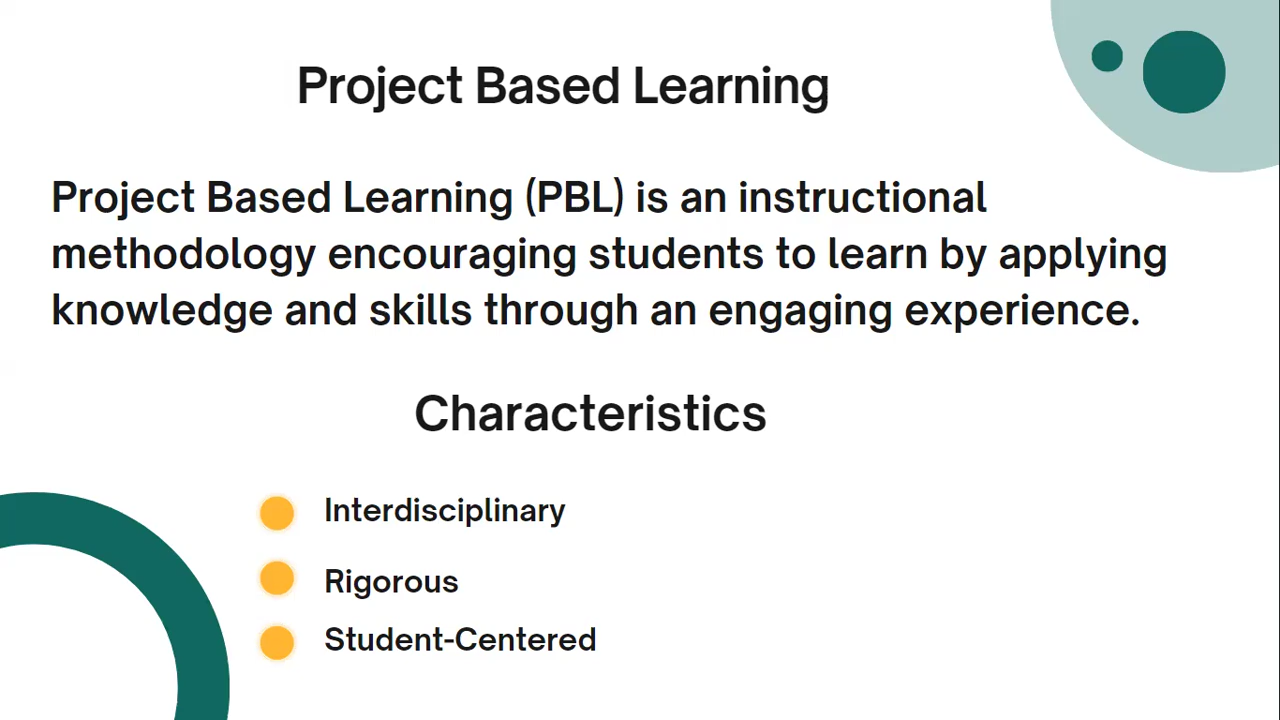 Project Based Learning
Project Based Learning (PBL) is an instructional
methodology encouraging students to learn by applying
knowledge and skills through an engaging experience.
Characteristics
Interdisciplinary
Rigorous
Student-Centered